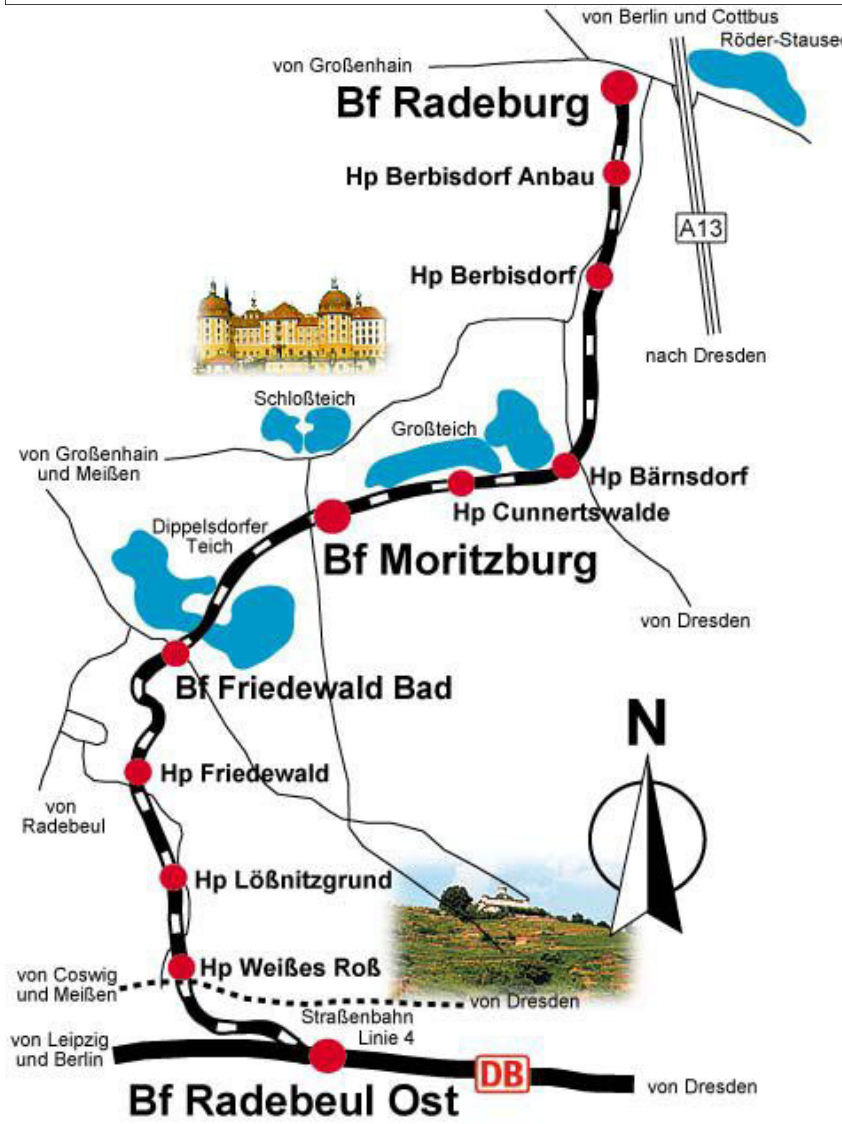 von Berlin und Cottbus
Röder-Stausee
von Großenhain
Bf Radeburg
Hp Berbisdorf Anbau
A13
Hp Berbisdorf
nach Dresden
Schloßteich
Großteich
von Großenhain
und Meißen
Hp Bärnsdorf
Hp Cunnertswalde
Dippelsdorfer
Teich
Bf Moritzburg
von Dresden
Bf Friedewald Bad
N
Hp Friedewald
von
Radebeul
Hp Lößnitzgrund
Hp Weißes Roß
von Coswig
und Meißen
von Dresden
Straßenbahn
Linie 4
von Leipzig
und Berlin
DB
von Dresden
Bf Radebeul Ost